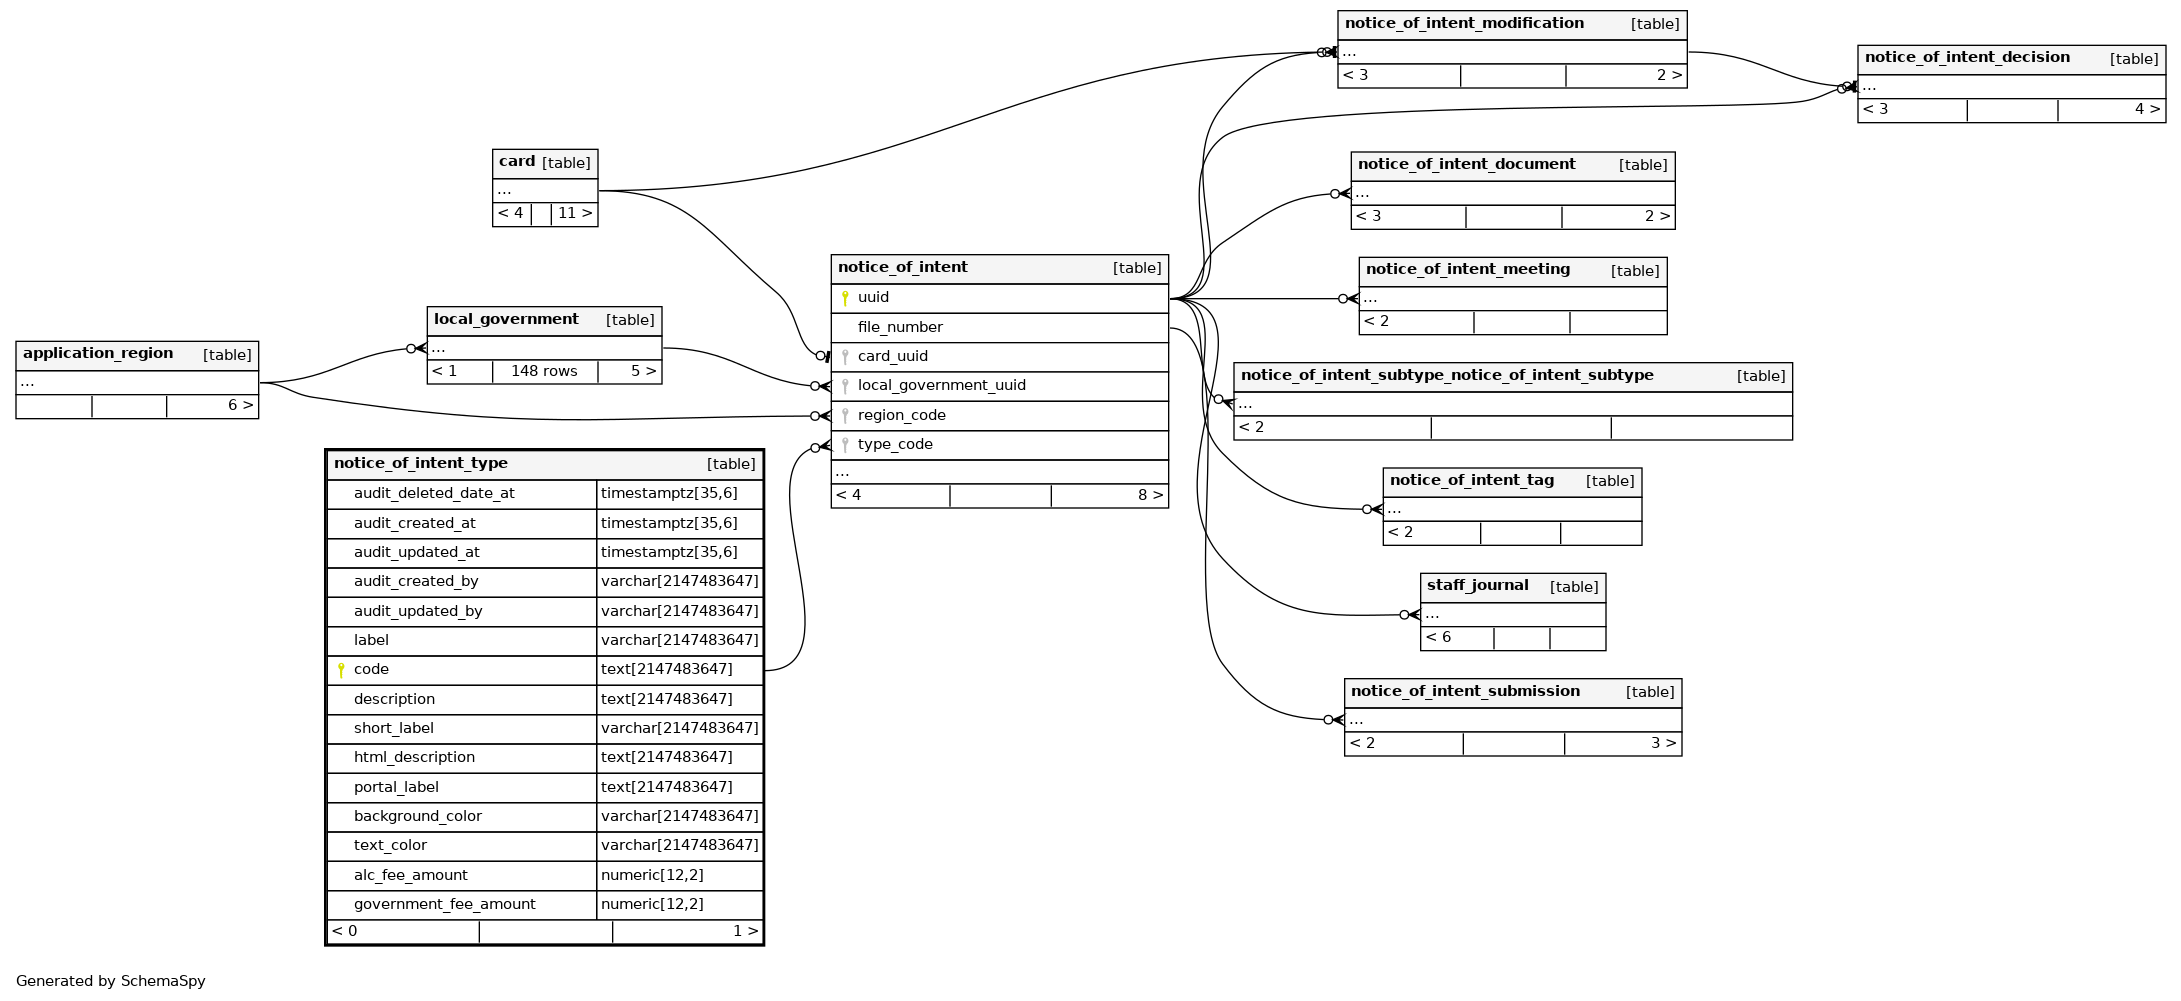 notice_of_intent_modification [table]
...
< 3 2 >
notice_of_intent_decision [table]
...
< 3 4 >
card [table]
...
< 4 11 >
notice_of_intent_document [table]
...
< 3 2 >
notice_of_intent [table]
uuid
file_number
card_uuid
local_government_uuid
region_code
type_code
...
< 4 8 >
notice_of_intent_meeting [table]
...
< 2
local_government [table]
...
< 1 148 rows 5 >
application_region [table]
...
6 >
notice_of_intent_subtype_notice_of_intent_subtype [table]
...
< 2
notice_of_intent_type [table]
audit_deleted_date_at timestamptz[35,6]
audit_created_at timestamptz[35,6]
audit_updated_at timestamptz[35,6]
audit_created_by varchar[2147483647]
audit_updated_by varchar[2147483647]
label varchar[2147483647]
code text[2147483647]
description text[2147483647]
short_label varchar[2147483647]
html_description text[2147483647]
portal_label text[2147483647]
background_color varchar[2147483647]
text_color varchar[2147483647]
alc_fee_amount numeric[12,2]
government_fee_amount numeric[12,2]
< 0 1 >
notice_of_intent_tag [table]
...
< 2
staff_journal [table]
...
< 6
notice_of_intent_submission [table]
...
< 2 3 >
Generated by SchemaSpy